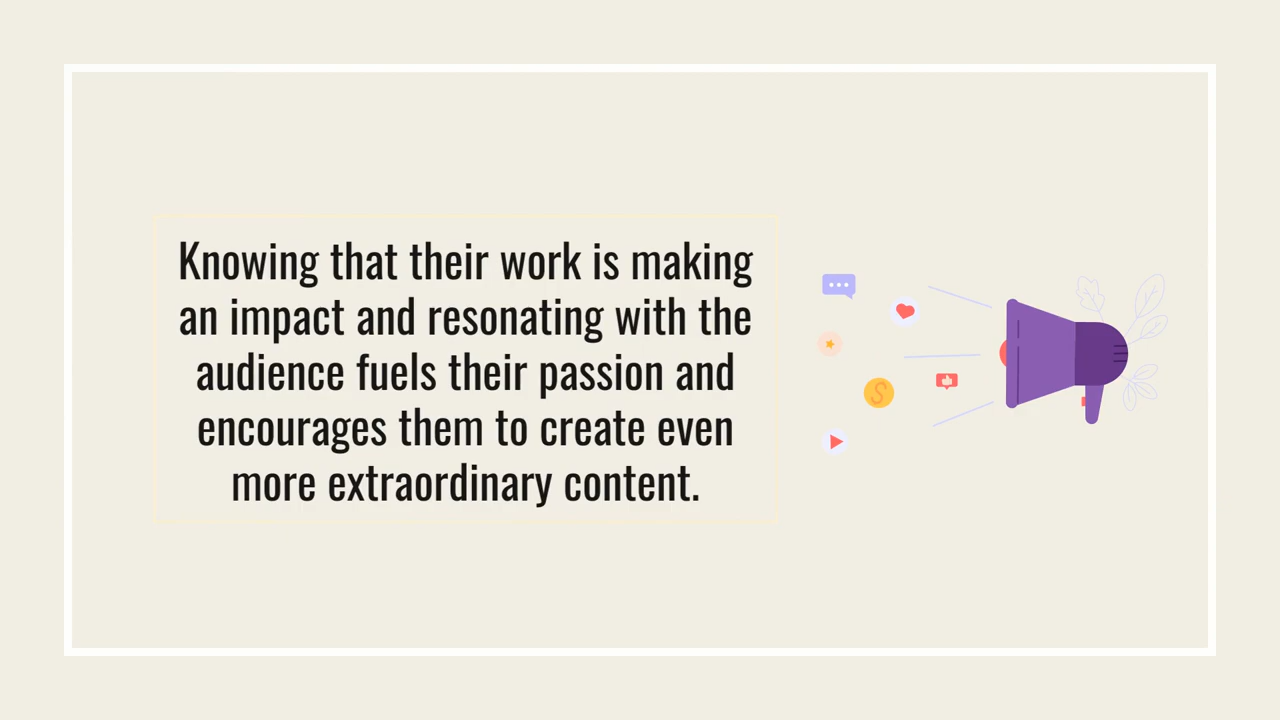 Knowing that their work is making
an impact and resonating with the
audience fuels their passion and
encourages them to create even
more extraordinary content.